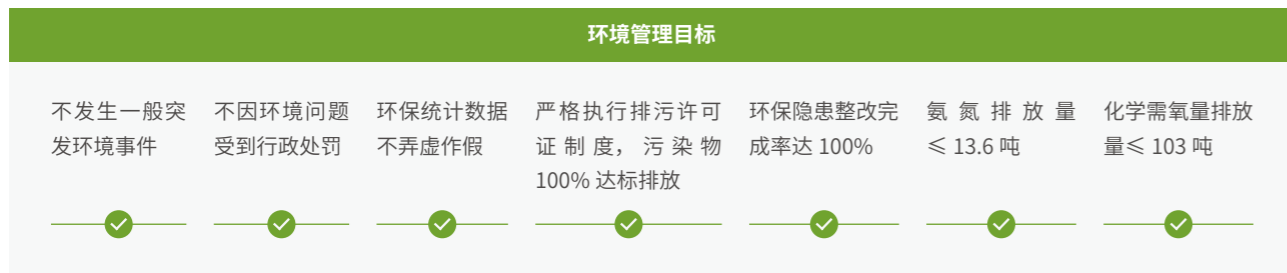 环境管理目标
不发生一般突
发环境事件
不因环境问题
受到行政处罚
环保统计数据
不弄虚作假
严格执行排污许可
证制度，污染物
100% 达标排放
环保隐患整改完
成率达 100%
氨氮排放量
≤ 13.6 吨
化学需氧量排放
量≤ 103 吨